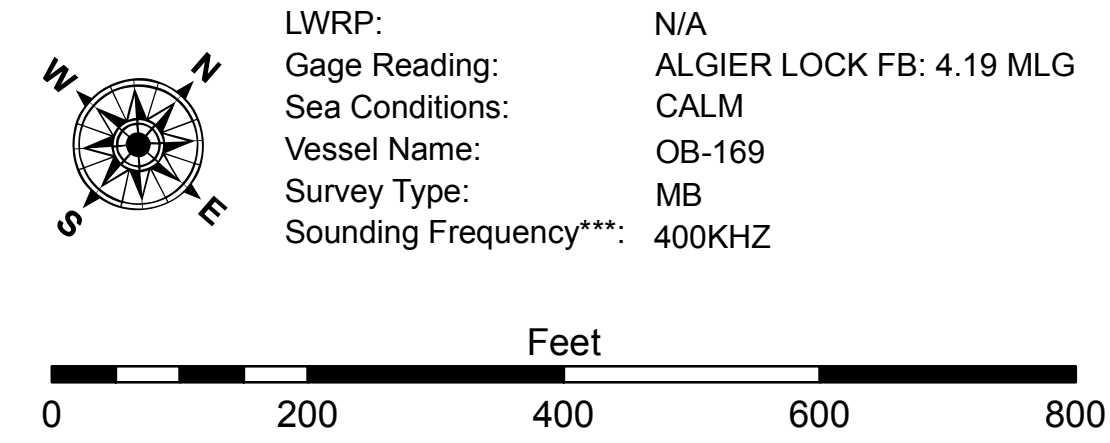 W N
S E
LWRP: N/A
Gage Reading: ALGIER LOCK FB: 4.19 MLG
Sea Conditions: CALM
Vessel Name: OB-169
Survey Type: MB
Sounding Frequency***: 400KHZ
Feet
0 200 400 600 800